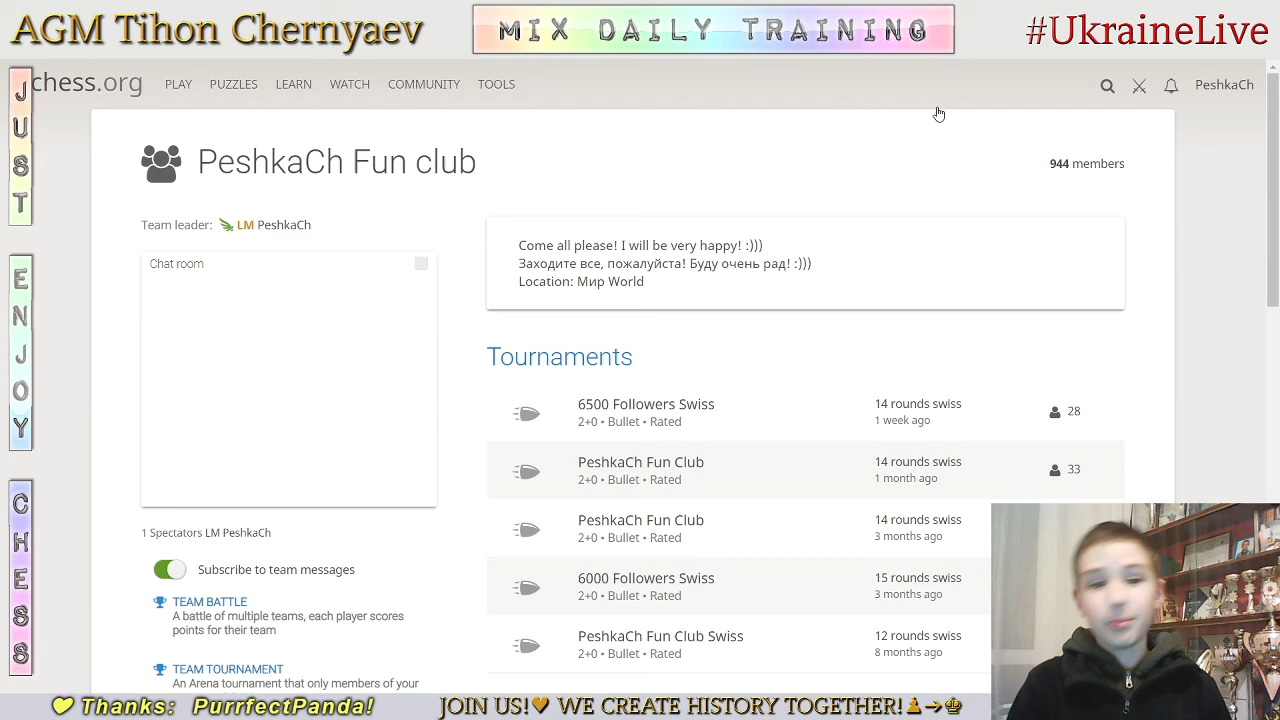 AGM Tihon Chernyaev
MIX DAILY TRAINING
#UkraineLive
JUST
ENJOY
CHESS
chess.org
PLAY PUZZLES LEARN WATCH COMMUNITY TOOLS
PeshkaCh
PeshkaCh Fun club
944 members
Team leader: LM PeshkaCh
Chat room
Come all please! I will be very happy! :)))
Заходите все, пожалуйста! Буду очень рад! :)))
Location: Мир World
Tournaments
6500 Followers Swiss
2+0 • Bullet • Rated
14 rounds swiss
1 week ago
28
PeshkaCh Fun Club
2+0 • Bullet • Rated
14 rounds swiss
1 month ago
33
PeshkaCh Fun Club
2+0 • Bullet • Rated
14 rounds swiss
3 months ago
6000 Followers Swiss
2+0 • Bullet • Rated
15 rounds swiss
3 months ago
PeshkaCh Fun Club Swiss
2+0 • Bullet • Rated
12 rounds swiss
8 months ago
1 Spectators LM PeshkaCh
Subscribe to team messages
TEAM BATTLE
A battle of multiple teams, each player scores
points for their team
TEAM TOURNAMENT
An Arena tournament that only members of your
Thanks: PurrfectPanda!
JOIN US! WE CREATE HISTORY TOGETHER!